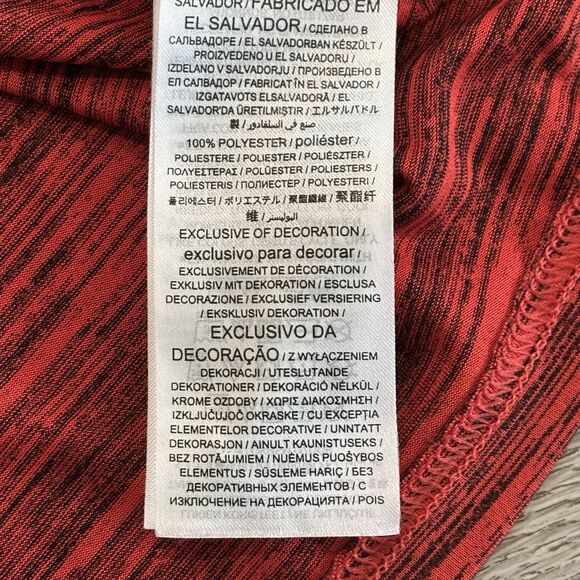 SALVADOR/FABRICADO EM
EL SALVADOR/СДЕЛАНО В
САЛЬВАДОРЕ / EL SALVADORBAN KÉSZÜLT/
PROIZVEDENO U EL SALVADORU /
IZDELANO V SALVADORJU / ПРОИЗВЕДЕНО В
ЕЛ САЛВАДОР/ FABRICAT ÎN EL SALVADOR /
IZGATAVOTS ELSALVADORĀ / EL
SALVADOR'DA ÜRETILMIŞTIR / エルサルバドル
製 / صنع في السلفادور/
100% POLYESTER / poliéster /
POLIESTERE / POLIESTER / POLIÉSZTER /
ΠΟΛΥΕΣΤΕΡΑΣ / POLÜESTER / POLYESTERS /
POLIESTERIS / ПОЛИЕСТЕР / POLYESTERI /
폴리에스터 / ポリエステル / 聚酯纖維 / 聚酯纤
维 / البوليستر/
EXCLUSIVE OF DECORATION /
exclusivo para decorar /
EXCLUSIVEMENT DE DÉCORATION /
EXKLUSIV MIT DEKORATION / ESCLUSA
DECORAZIONE / EXCLUSIEF VERSIERING
/ EKSKLUSIV DEKORATION /
EXCLUSIVO DA
DECORAÇÃO / Z WYŁĄCZENIEM
DEKORACJI / UTESLUTANDE
DEKORATIONER / DEKORÁCIÓ NÉLKÜL /
KROME OZDOBY / ΧΩΡΙΣ ΔΙΑΚΟΣΜΗΣΗ /
IZKLJUČUJOČ OKRASKE / CU EXCEPȚIA
ELEMENTELOR DECORATIVE / UNNTATT
DEKORASJON / AINULT KAUNISTUSEKS /
BEZ ROTĀJUMIEM / NUĖMUS PUOŠYBOS
ELEMENTUS / SÜSLEME HARIÇ / БЕЗ
ДЕКОРАТИВНЫХ ЭЛЕМЕНТОВ / С
ИЗКЛЮЧЕНИЕ НА ДЕКОРАЦИЯТА / POIS